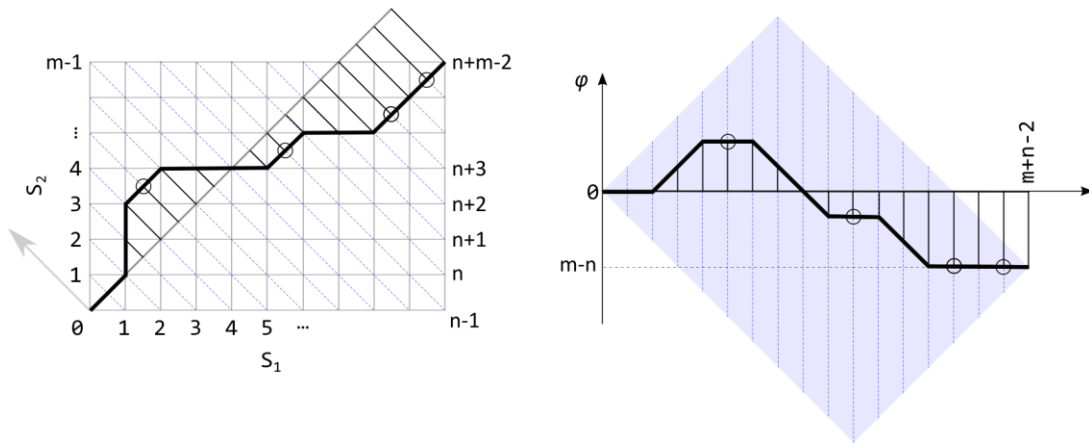 m-1
n+m-2
⋮
4
n+3
S₂
3
n+2
2
n+1
1
n
n-1
0 1 2 3 4 5 ...
S₁
φ
m+n-2
0
m-n